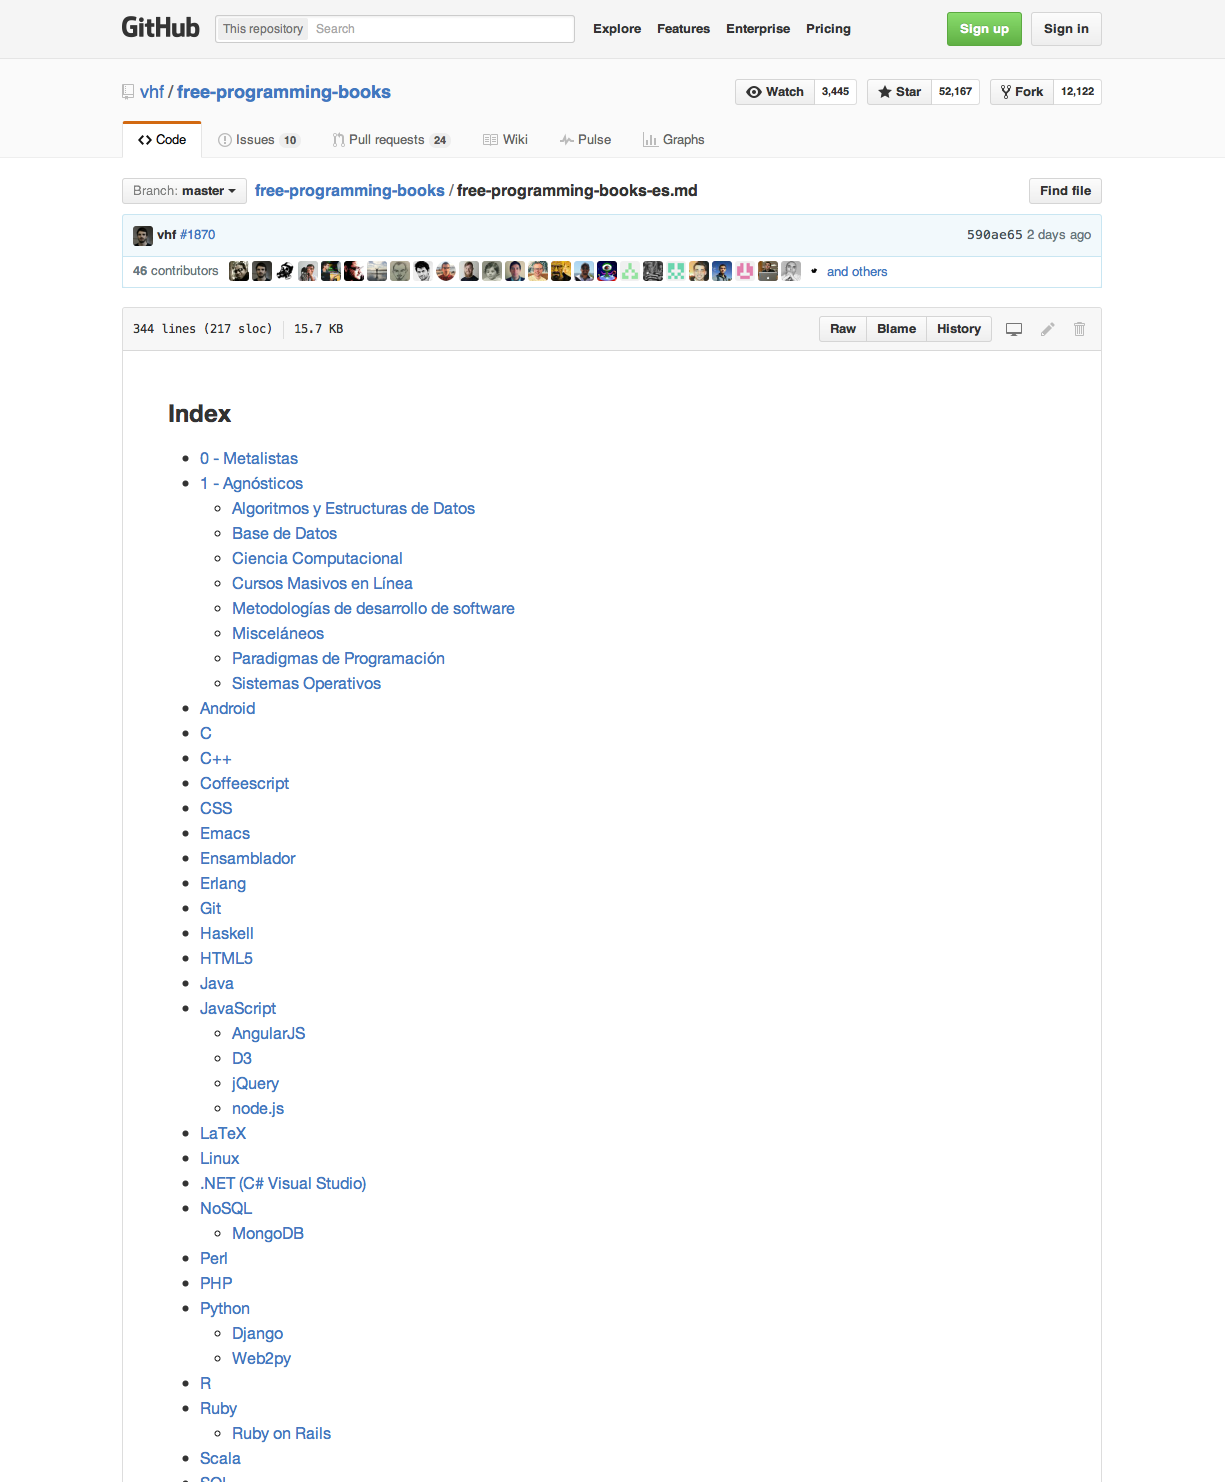 GitHub This repository Search Explore Features Enterprise Pricing Sign up Sign in
vhf / free-programming-books Watch 3,445 Star 52,167 Fork 12,122
Code Issues 10 Pull requests 24 Wiki Pulse Graphs
Branch: master free-programming-books / free-programming-books-es.md Find file
vhf #1870 590ae65 2 days ago
46 contributors and others
344 lines (217 sloc) 15.7 KB Raw Blame History
Index
0 - Metalistas
1 - Agnósticos
Algoritmos y Estructuras de Datos
Base de Datos
Ciencia Computacional
Cursos Masivos en Línea
Metodologías de desarrollo de software
Misceláneos
Paradigmas de Programación
Sistemas Operativos
Android
C
C++
Coffeescript
CSS
Emacs
Ensamblador
Erlang
Git
Haskell
HTML5
Java
JavaScript
AngularJS
D3
jQuery
node.js
LaTeX
Linux
.NET (C# Visual Studio)
NoSQL
MongoDB
Perl
PHP
Python
Django
Web2py
R
Ruby
Ruby on Rails
Scala